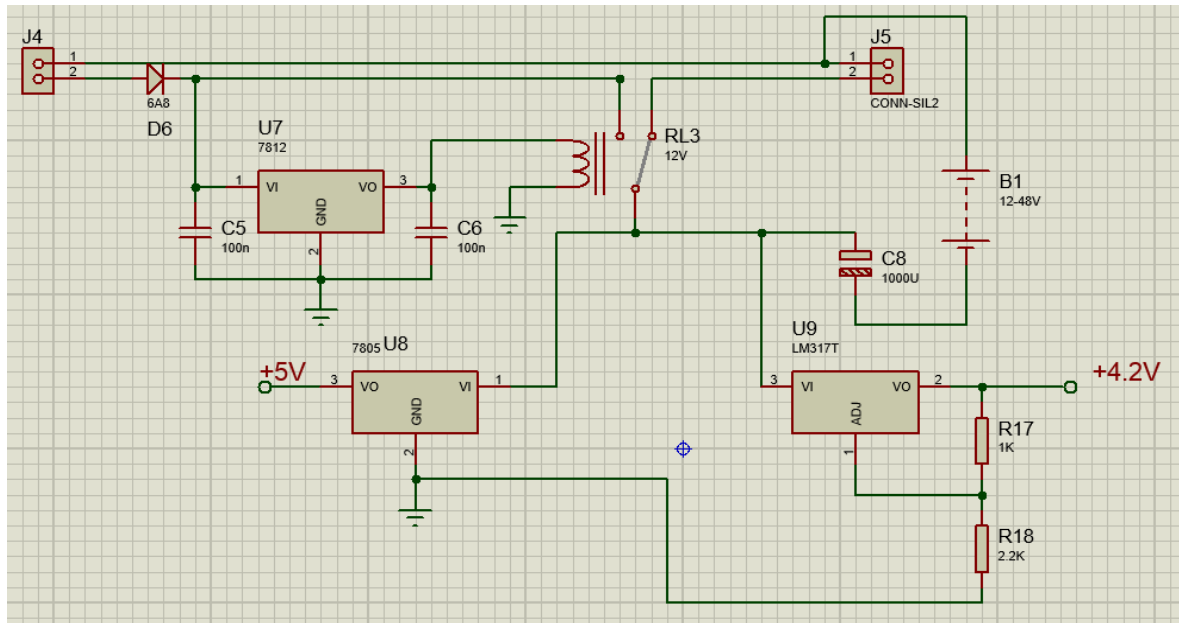 J4
1
2
6A8
D6
U7
7812
1
VI
VO
3
GND
2
C5
100n
C6
100n
RL3
12V
J5
1
2
CONN-SIL2
B1
12-48V
C8
1000U
7805 U8
+5V
3
VO
VI
1
GND
2
U9
LM317T
3
VI
VO
2
ADJ
1
+4.2V
R17
1K
R18
2.2K